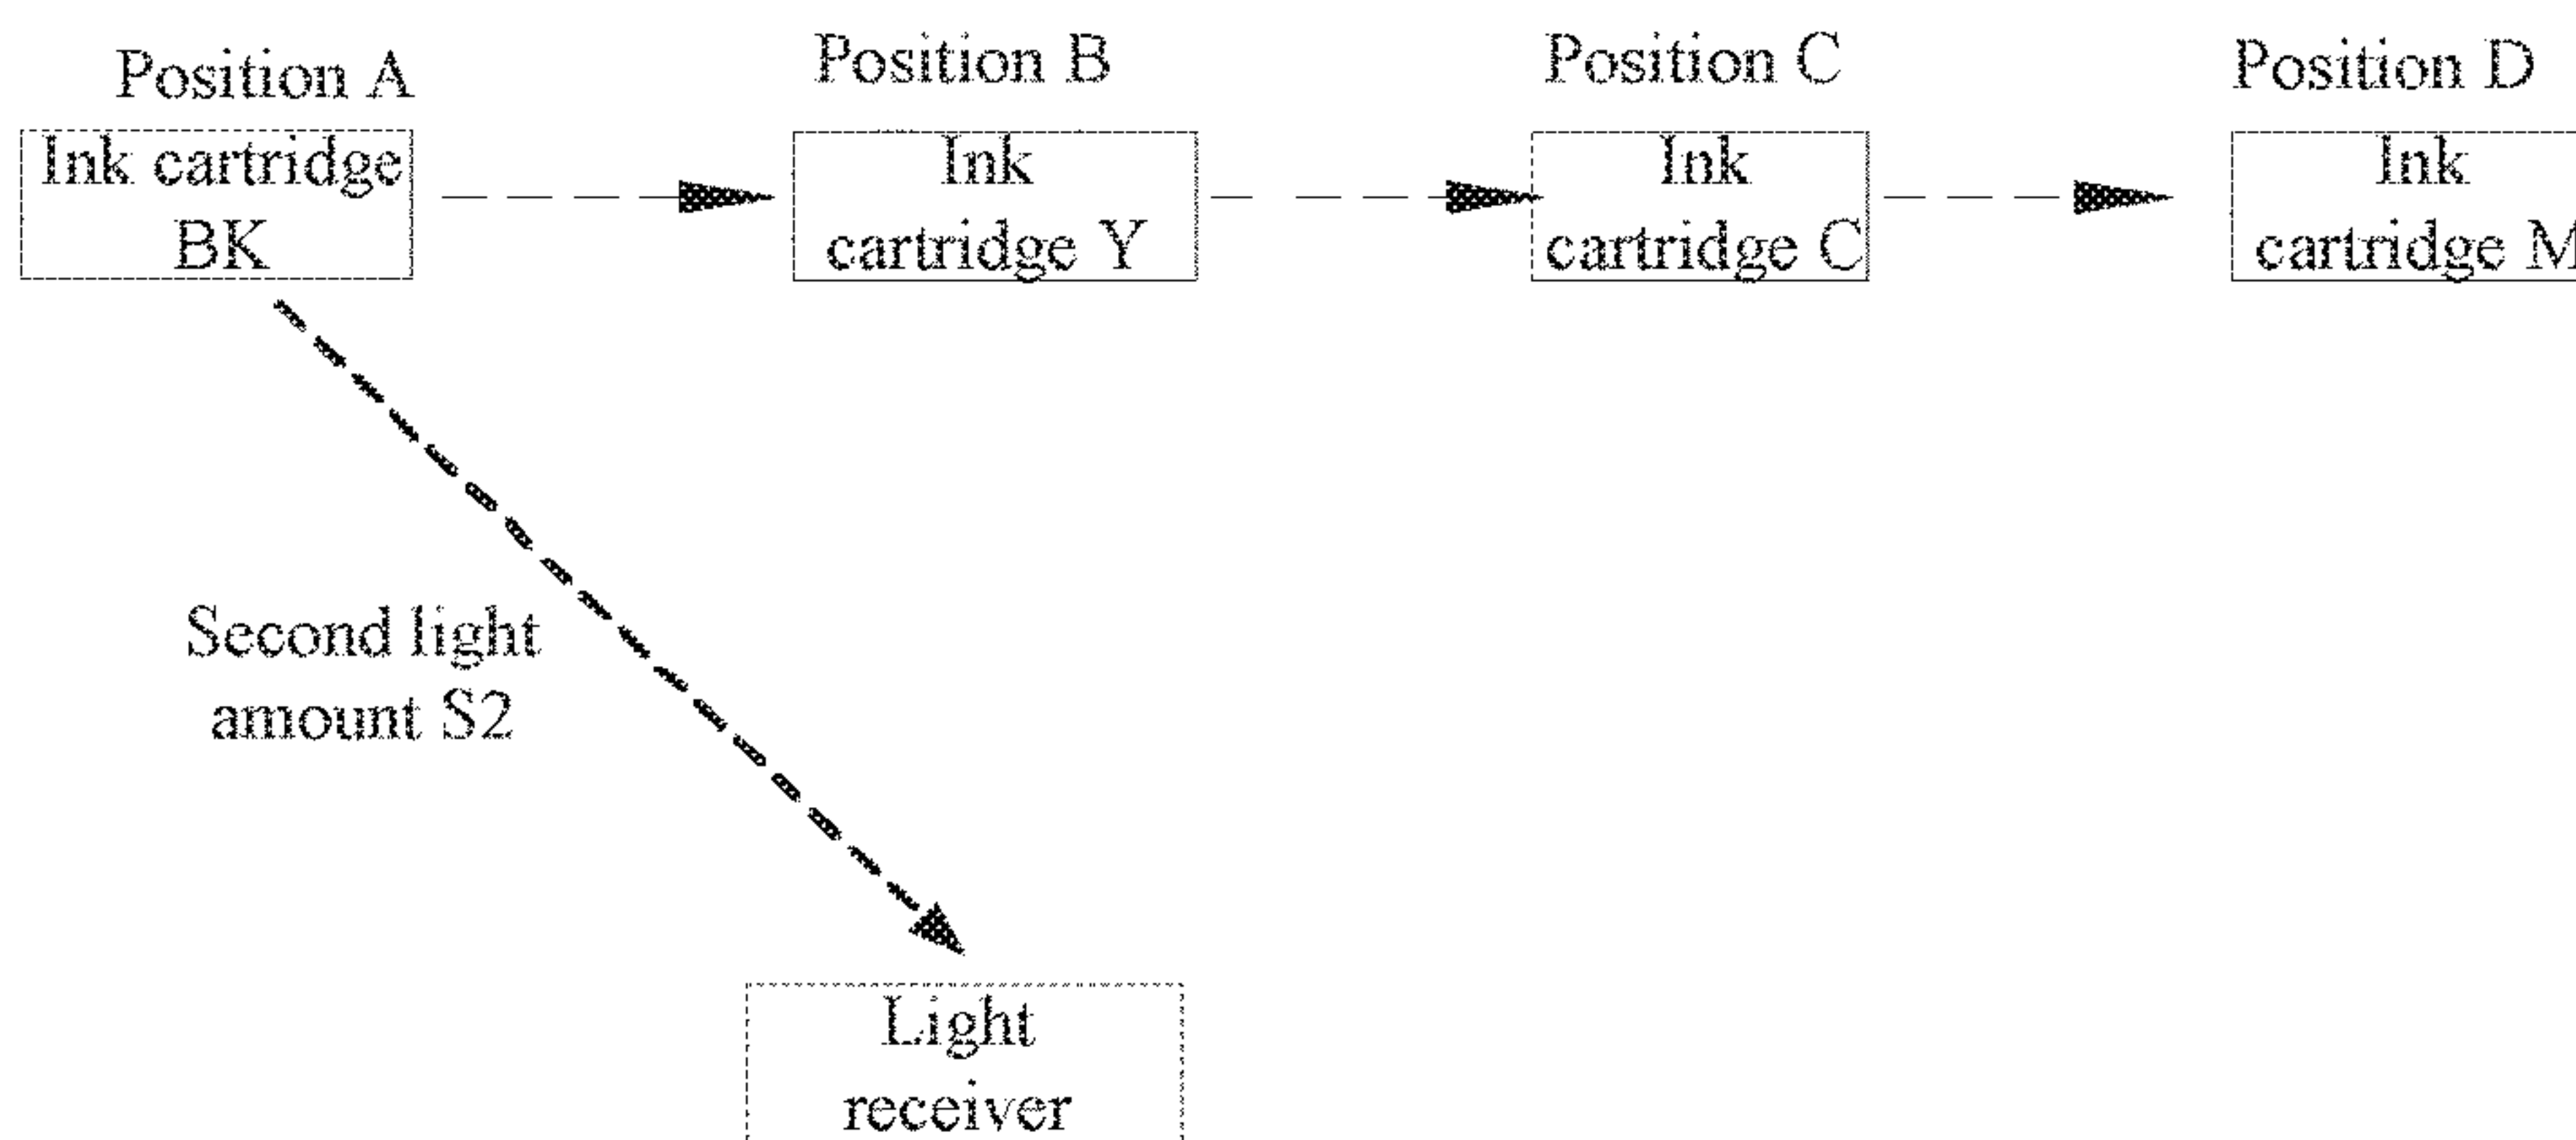 Position A
Position B
Position C
Position D
Ink cartridge
BK
Ink
cartridge Y
Ink
cartridge C
Ink
cartridge M
Second light
amount S2
Light
receiver